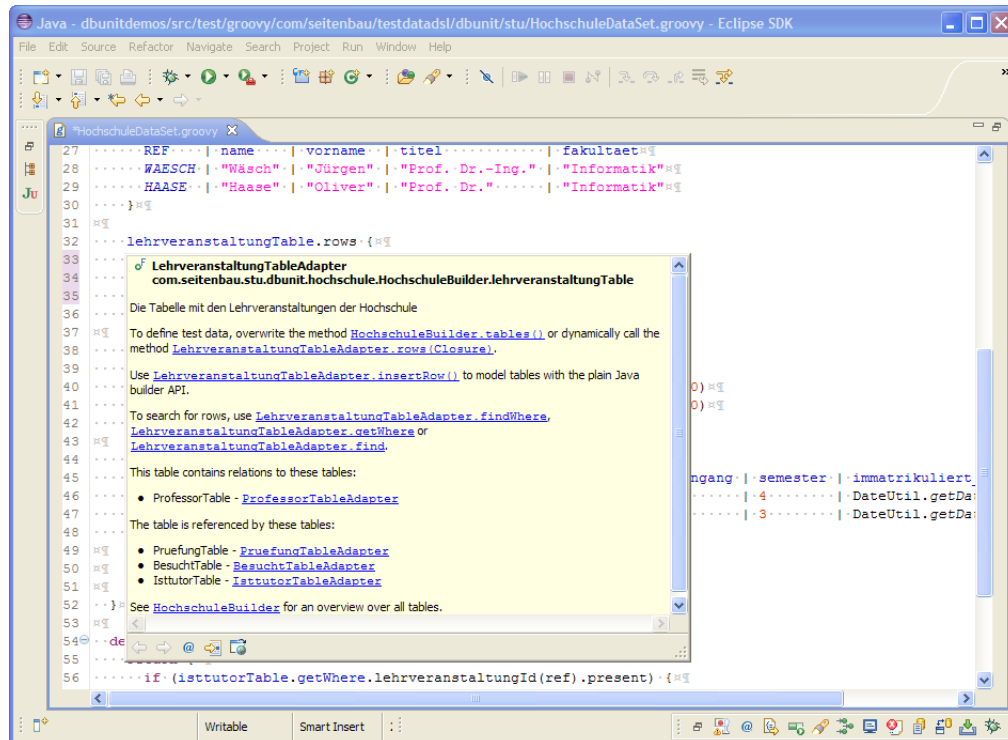 Java - dbunitdemos/src/test/groovy/com/seitenbau/testdatadsl/dbunit/stu/HochschuleDataSet.groovy - Eclipse SDK
File Edit Source Refactor Navigate Search Project Run Window Help
*HochschuleDataSet.groovy
27 ······REF····|·name····|·vorname··|·titel············|·fakultaet¤¶
28 ······WAESCH·|·"Wäsch"·|·"Jürgen"·|·"Prof.·Dr.-Ing."·|·"Informatik"¤¶
29 ······HAASE··|·"Haase"·|·"Oliver"·|·"Prof.·Dr."······|·"Informatik"¤¶
30 ····}¤¶
31 ¤¶
32 ····lehrveranstaltungTable.rows·{¤¶
33 ····
34 ····
35 ····
36 ····
37 ¤¶
38 ····
39 ····
40 ···· 0)¤¶
41 ···· 0)¤¶
42 ····
43 ¤¶
44 ····
45 ···· ngang·|·semester·|·immatrikuliert_
46 ···· ······|·4········|·DateUtil.getDa
47 ···· ······|·3········|·DateUtil.getDa
48 ····
49 ¤¶
50 ¤¶
51 ¤¶
52 ··}¤
53 ¤¶
54 ··de
55 ····
56 ······if·(isttutorTable.getWhere.lehrveranstaltungId(ref).present)·{¤¶
LehrveranstaltungTableAdapter
com.seitenbau.stu.dbunit.hochschule.HochschuleBuilder.lehrveranstaltungTable
Die Tabelle mit den Lehrveranstaltungen der Hochschule
To define test data, overwrite the method HochschuleBuilder.tables() or dynamically call the
method LehrveranstaltungTableAdapter.rows(Closure).
Use LehrveranstaltungTableAdapter.insertRow() to model tables with the plain Java
builder API.
To search for rows, use LehrveranstaltungTableAdapter.findWhere,
LehrveranstaltungTableAdapter.getWhere or
LehrveranstaltungTableAdapter.find.
This table contains relations to these tables:
• ProfessorTable - ProfessorTableAdapter
The table is referenced by these tables:
• PruefungTable - PruefungTableAdapter
• BesuchtTable - BesuchtTableAdapter
• IsttutorTable - IsttutorTableAdapter
See HochschuleBuilder for an overview over all tables.
Writable Smart Insert :